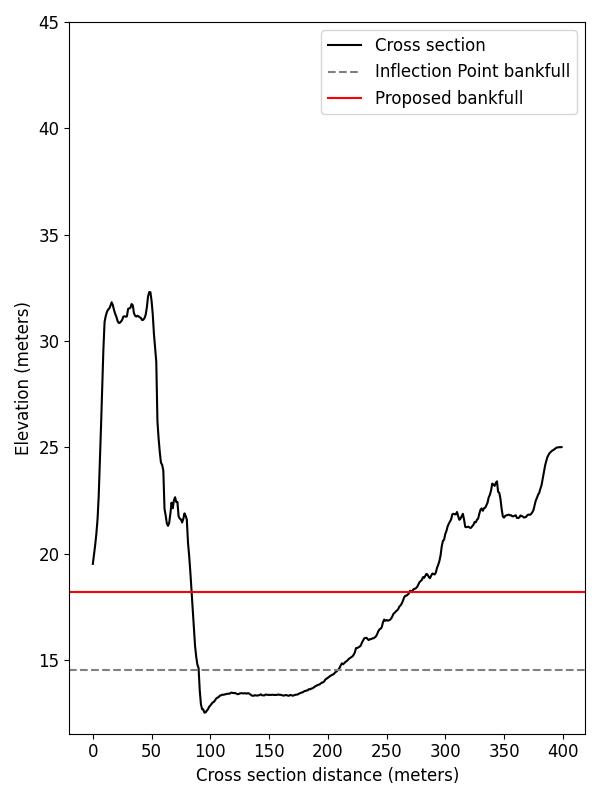 45
40
35
30
25
20
15
Elevation (meters)
Cross section
Inflection Point bankfull
Proposed bankfull
0 50 100 150 200 250 300 350 400
Cross section distance (meters)